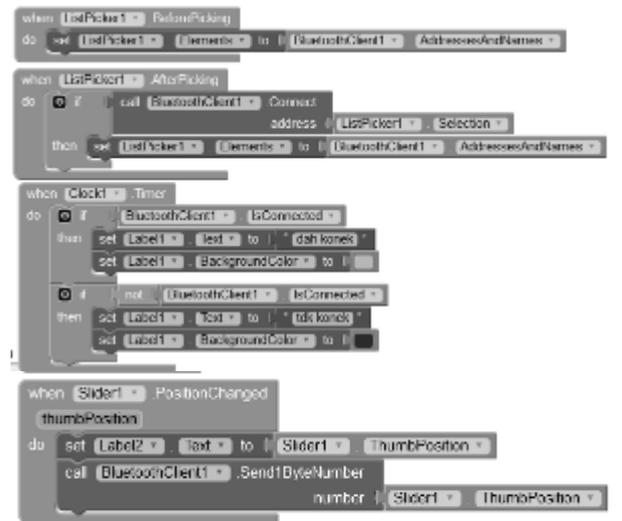 when ListPicker1 .BeforePicking
do set ListPicker1 . Elements to BluetoothClient1 . AddressesAndNames
when ListPicker1 .AfterPicking
do if call BluetoothClient1 .Connect
address ListPicker1 . Selection
then set ListPicker1 . Elements to BluetoothClient1 . AddressesAndNames
when Clock1 .Timer
do if BluetoothClient1 . IsConnected
then set Label1 . Text to " dah konek "
set Label1 . BackgroundColor to
if not BluetoothClient1 . IsConnected
then set Label1 . Text to " tdk konek "
set Label1 . BackgroundColor to
when Slider1 .PositionChanged
thumbPosition
do set Label2 . Text to Slider1 . ThumbPosition
call BluetoothClient1 .Send1ByteNumber
number Slider1 . ThumbPosition